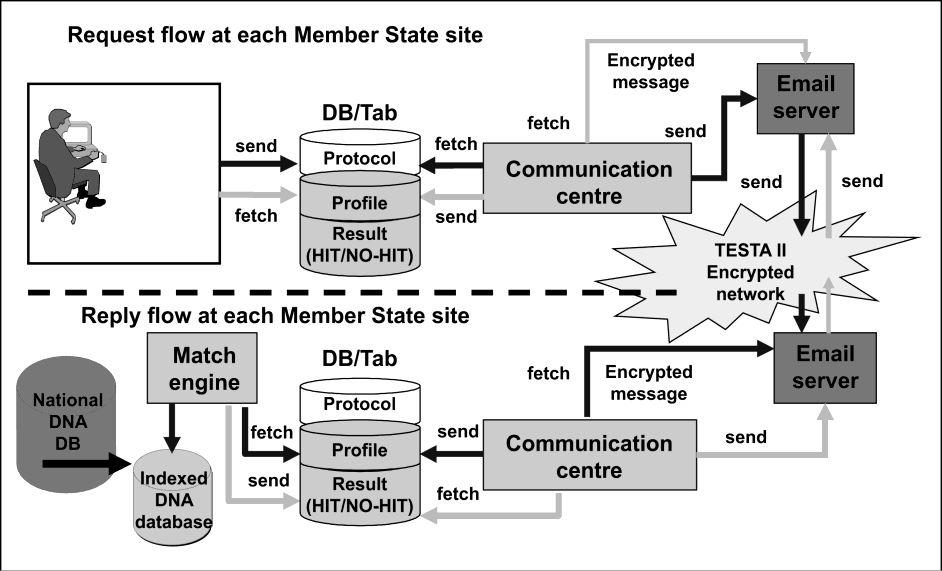 Request flow at each Member State site
Encrypted
message
Email
server
DB/Tab
fetch
send
send
fetch
Protocol
Communication
centre
Profile
fetch
send
send
send
Result
(HIT/NO-HIT)
TESTA II
Encrypted
network
Reply flow at each Member State site
Match
engine
DB/Tab
Email
server
fetch
Encrypted
message
National
DNA
DB
Protocol
fetch
send
Communication
centre
send
Profile
Indexed
DNA
database
send
Result
(HIT/NO-HIT)
fetch